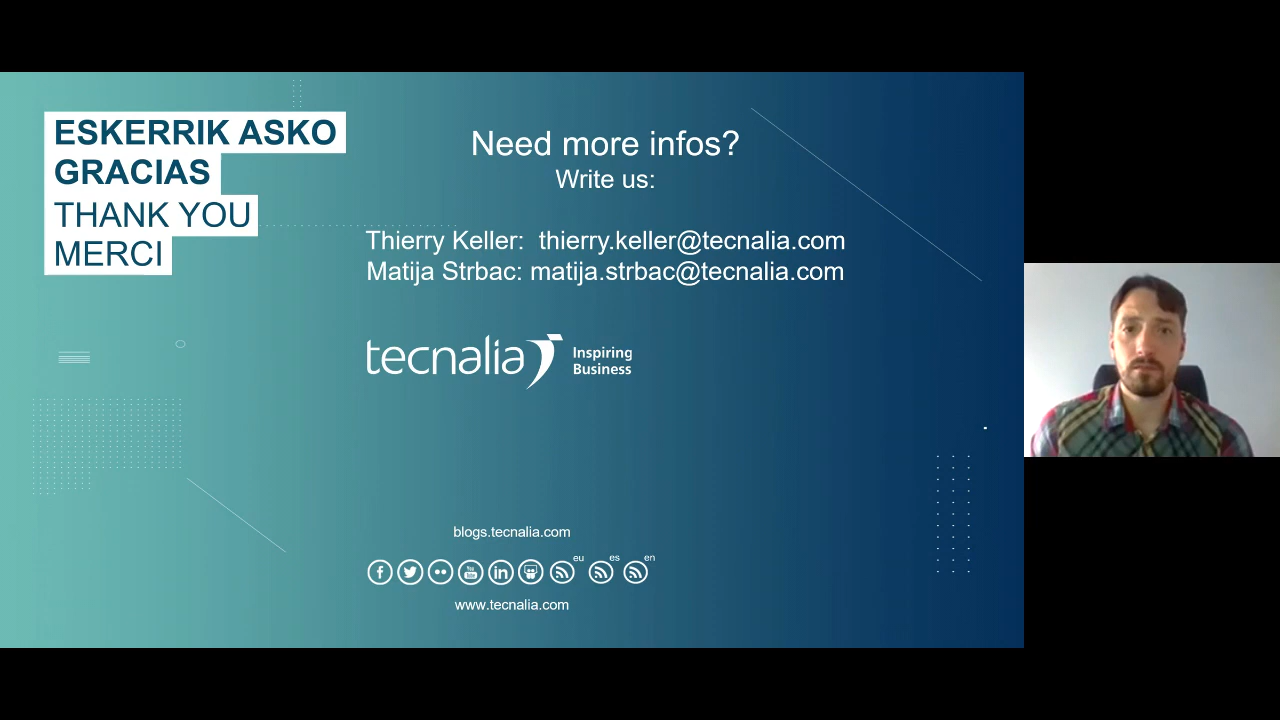 ESKERRIK ASKO
GRACIAS
THANK YOU
MERCI
Need more infos?
Write us:
Thierry Keller: thierry.keller@tecnalia.com
Matija Strbac: matija.strbac@tecnalia.com
tecnalia
Inspiring
Business
blogs.tecnalia.com
eu es en
www.tecnalia.com